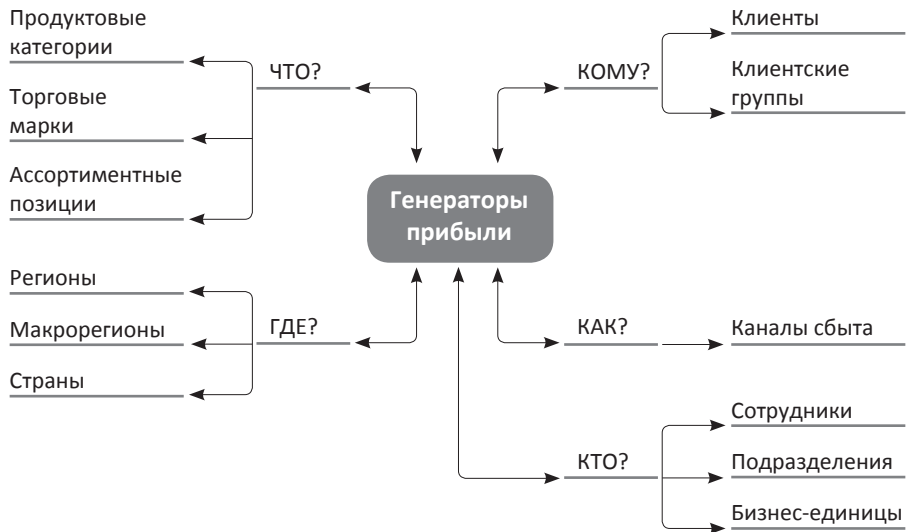 Продуктовые
категории
ЧТО?
Торговые
марки
Ассортиментные
позиции
КОМУ?
Клиенты
Клиентские
группы
Генераторы
прибыли
Регионы
Макрорегионы
ГДЕ?
Страны
КАК?
Каналы сбыта
КТО?
Сотрудники
Подразделения
Бизнес-единицы